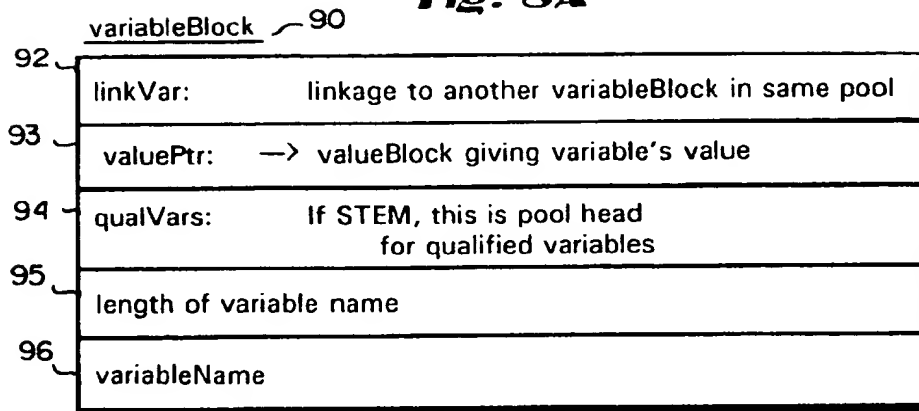 variableBlock 90
92 linkVar: linkage to another variableBlock in same pool
93 valuePtr: —> valueBlock giving variable's value
94 qualVars: If STEM, this is pool head
for qualified variables
95 length of variable name
96 variableName